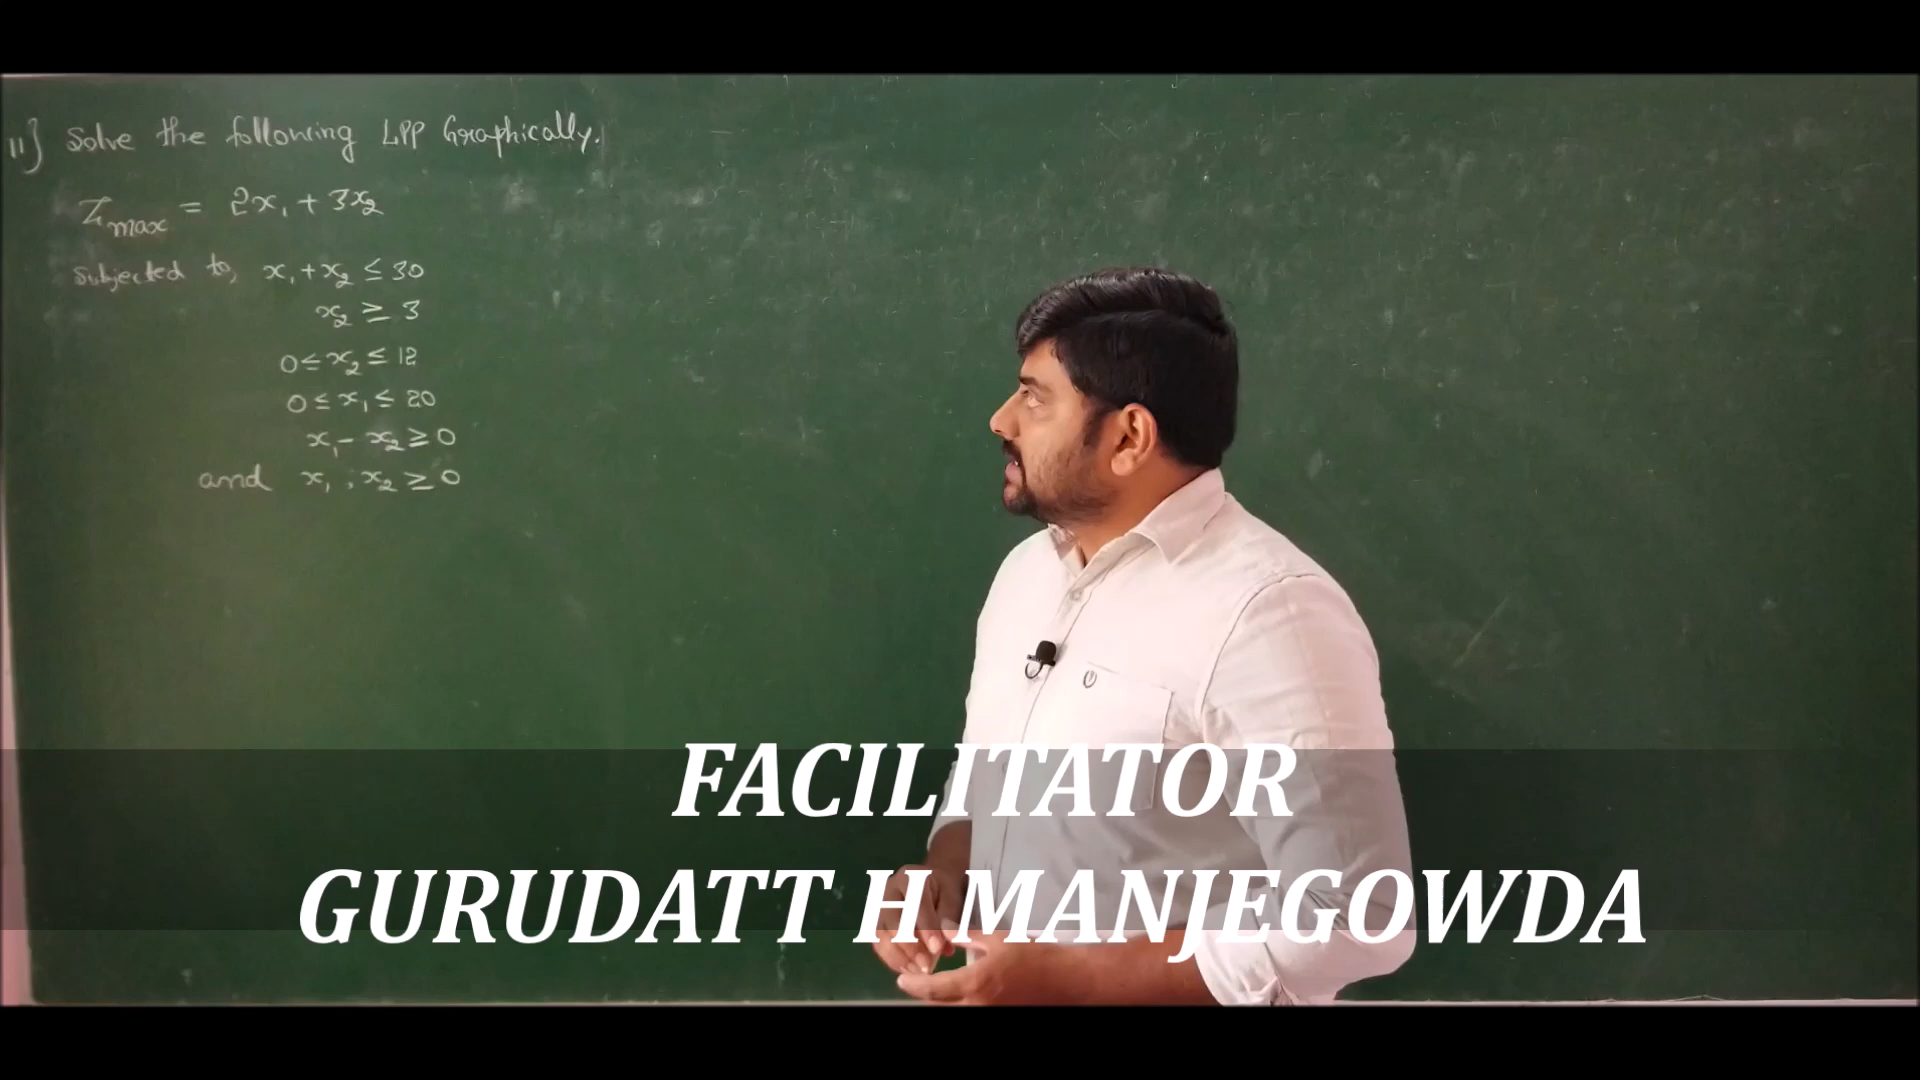 11] Solve the following LPP Graphically.
Zmax = 2x₁ + 3x₂
Subjected to, x₁ + x₂ ≤ 30
x₂ ≥ 3
0 ≤ x₂ ≤ 12
0 ≤ x₁ ≤ 20
x₁ - x₂ ≥ 0
and x₁, x₂ ≥ 0
FACILITATOR
GURUDATT H MANJEGOWDA